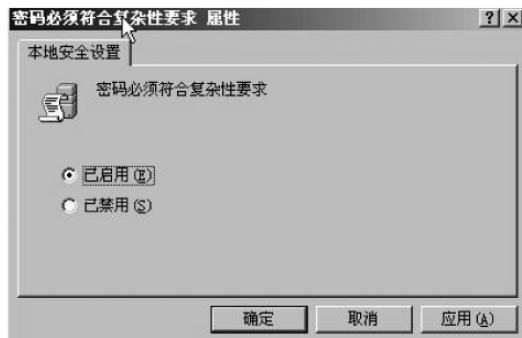 密码必须符合复杂性要求 属性
本地安全设置
密码必须符合复杂性要求
已启用(E)
已禁用(S)
确定 取消 应用(A)